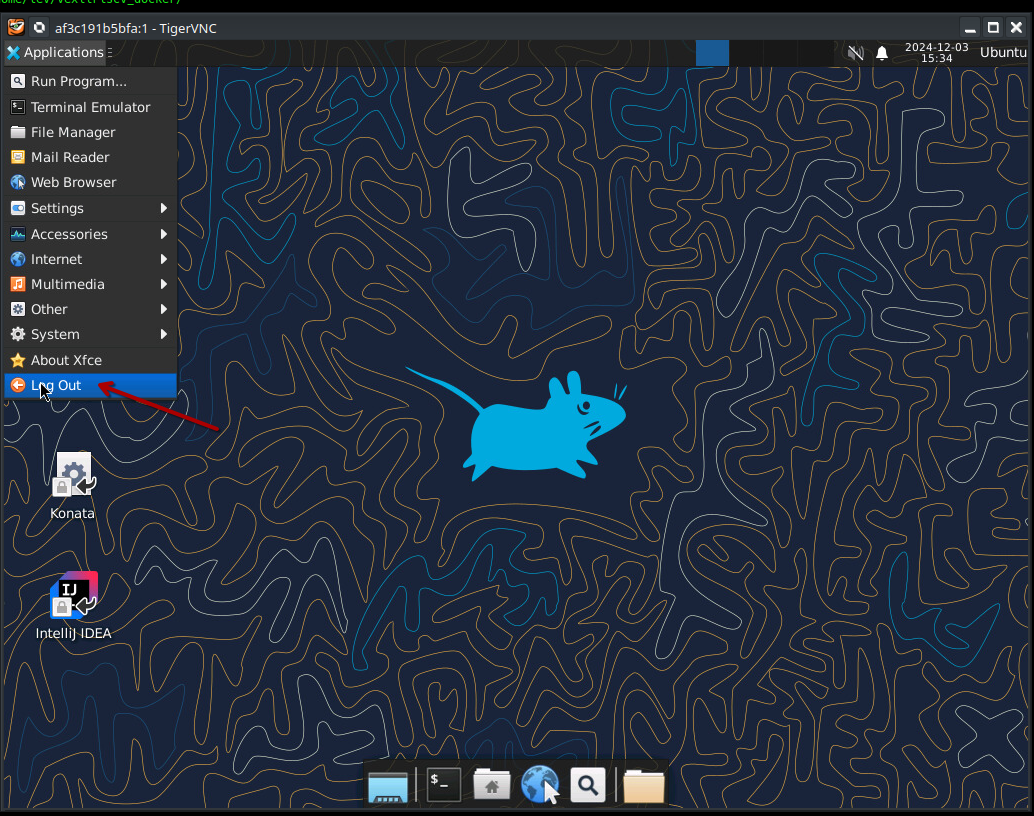 af3c191b5bfa:1 - TigerVNC
Applications
2024-12-03
15:34
Ubuntu
Run Program...
Terminal Emulator
File Manager
Mail Reader
Web Browser
Settings
Accessories
Internet
Multimedia
Other
System
About Xfce
Log Out
Konata
IJ
IntelliJ IDEA
$-